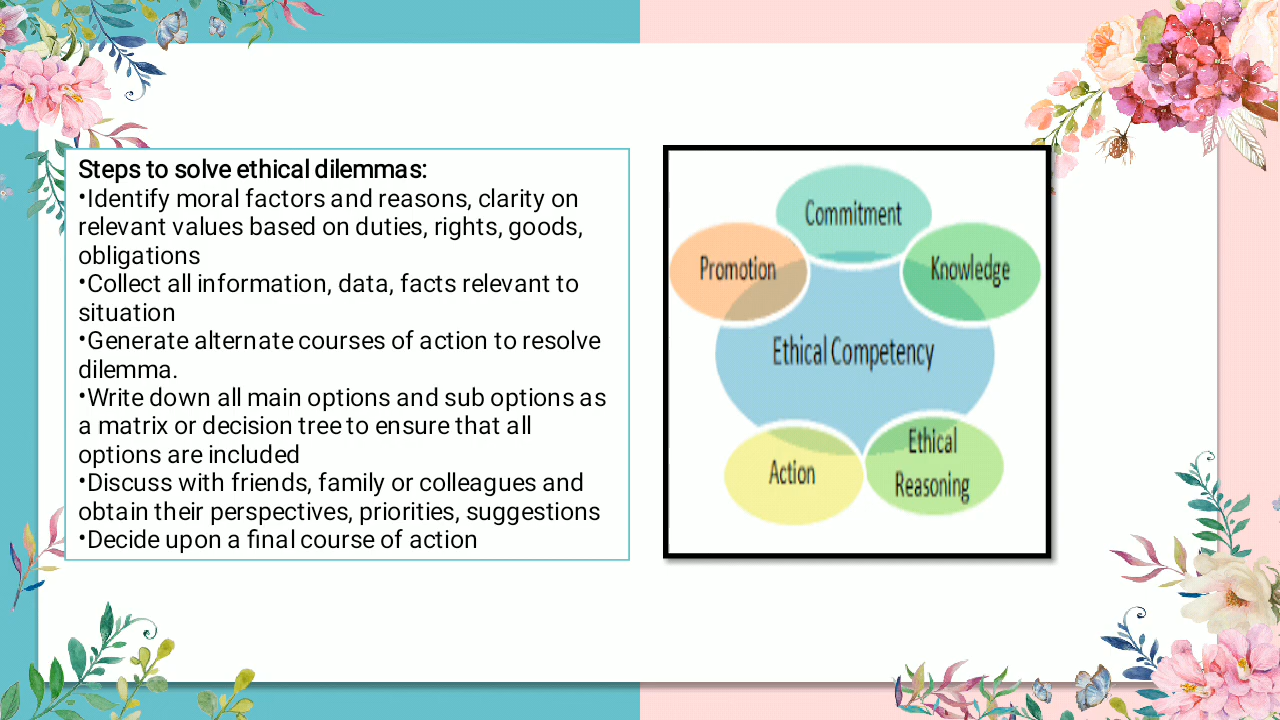 Steps to solve ethical dilemmas:
•Identify moral factors and reasons, clarity on
relevant values based on duties, rights, goods,
obligations
•Collect all information, data, facts relevant to
situation
•Generate alternate courses of action to resolve
dilemma.
•Write down all main options and sub options as
a matrix or decision tree to ensure that all
options are included
•Discuss with friends, family or colleagues and
obtain their perspectives, priorities, suggestions
•Decide upon a final course of action
Commitment
Promotion
Knowledge
Ethical Competency
Action
Ethical
Reasoning